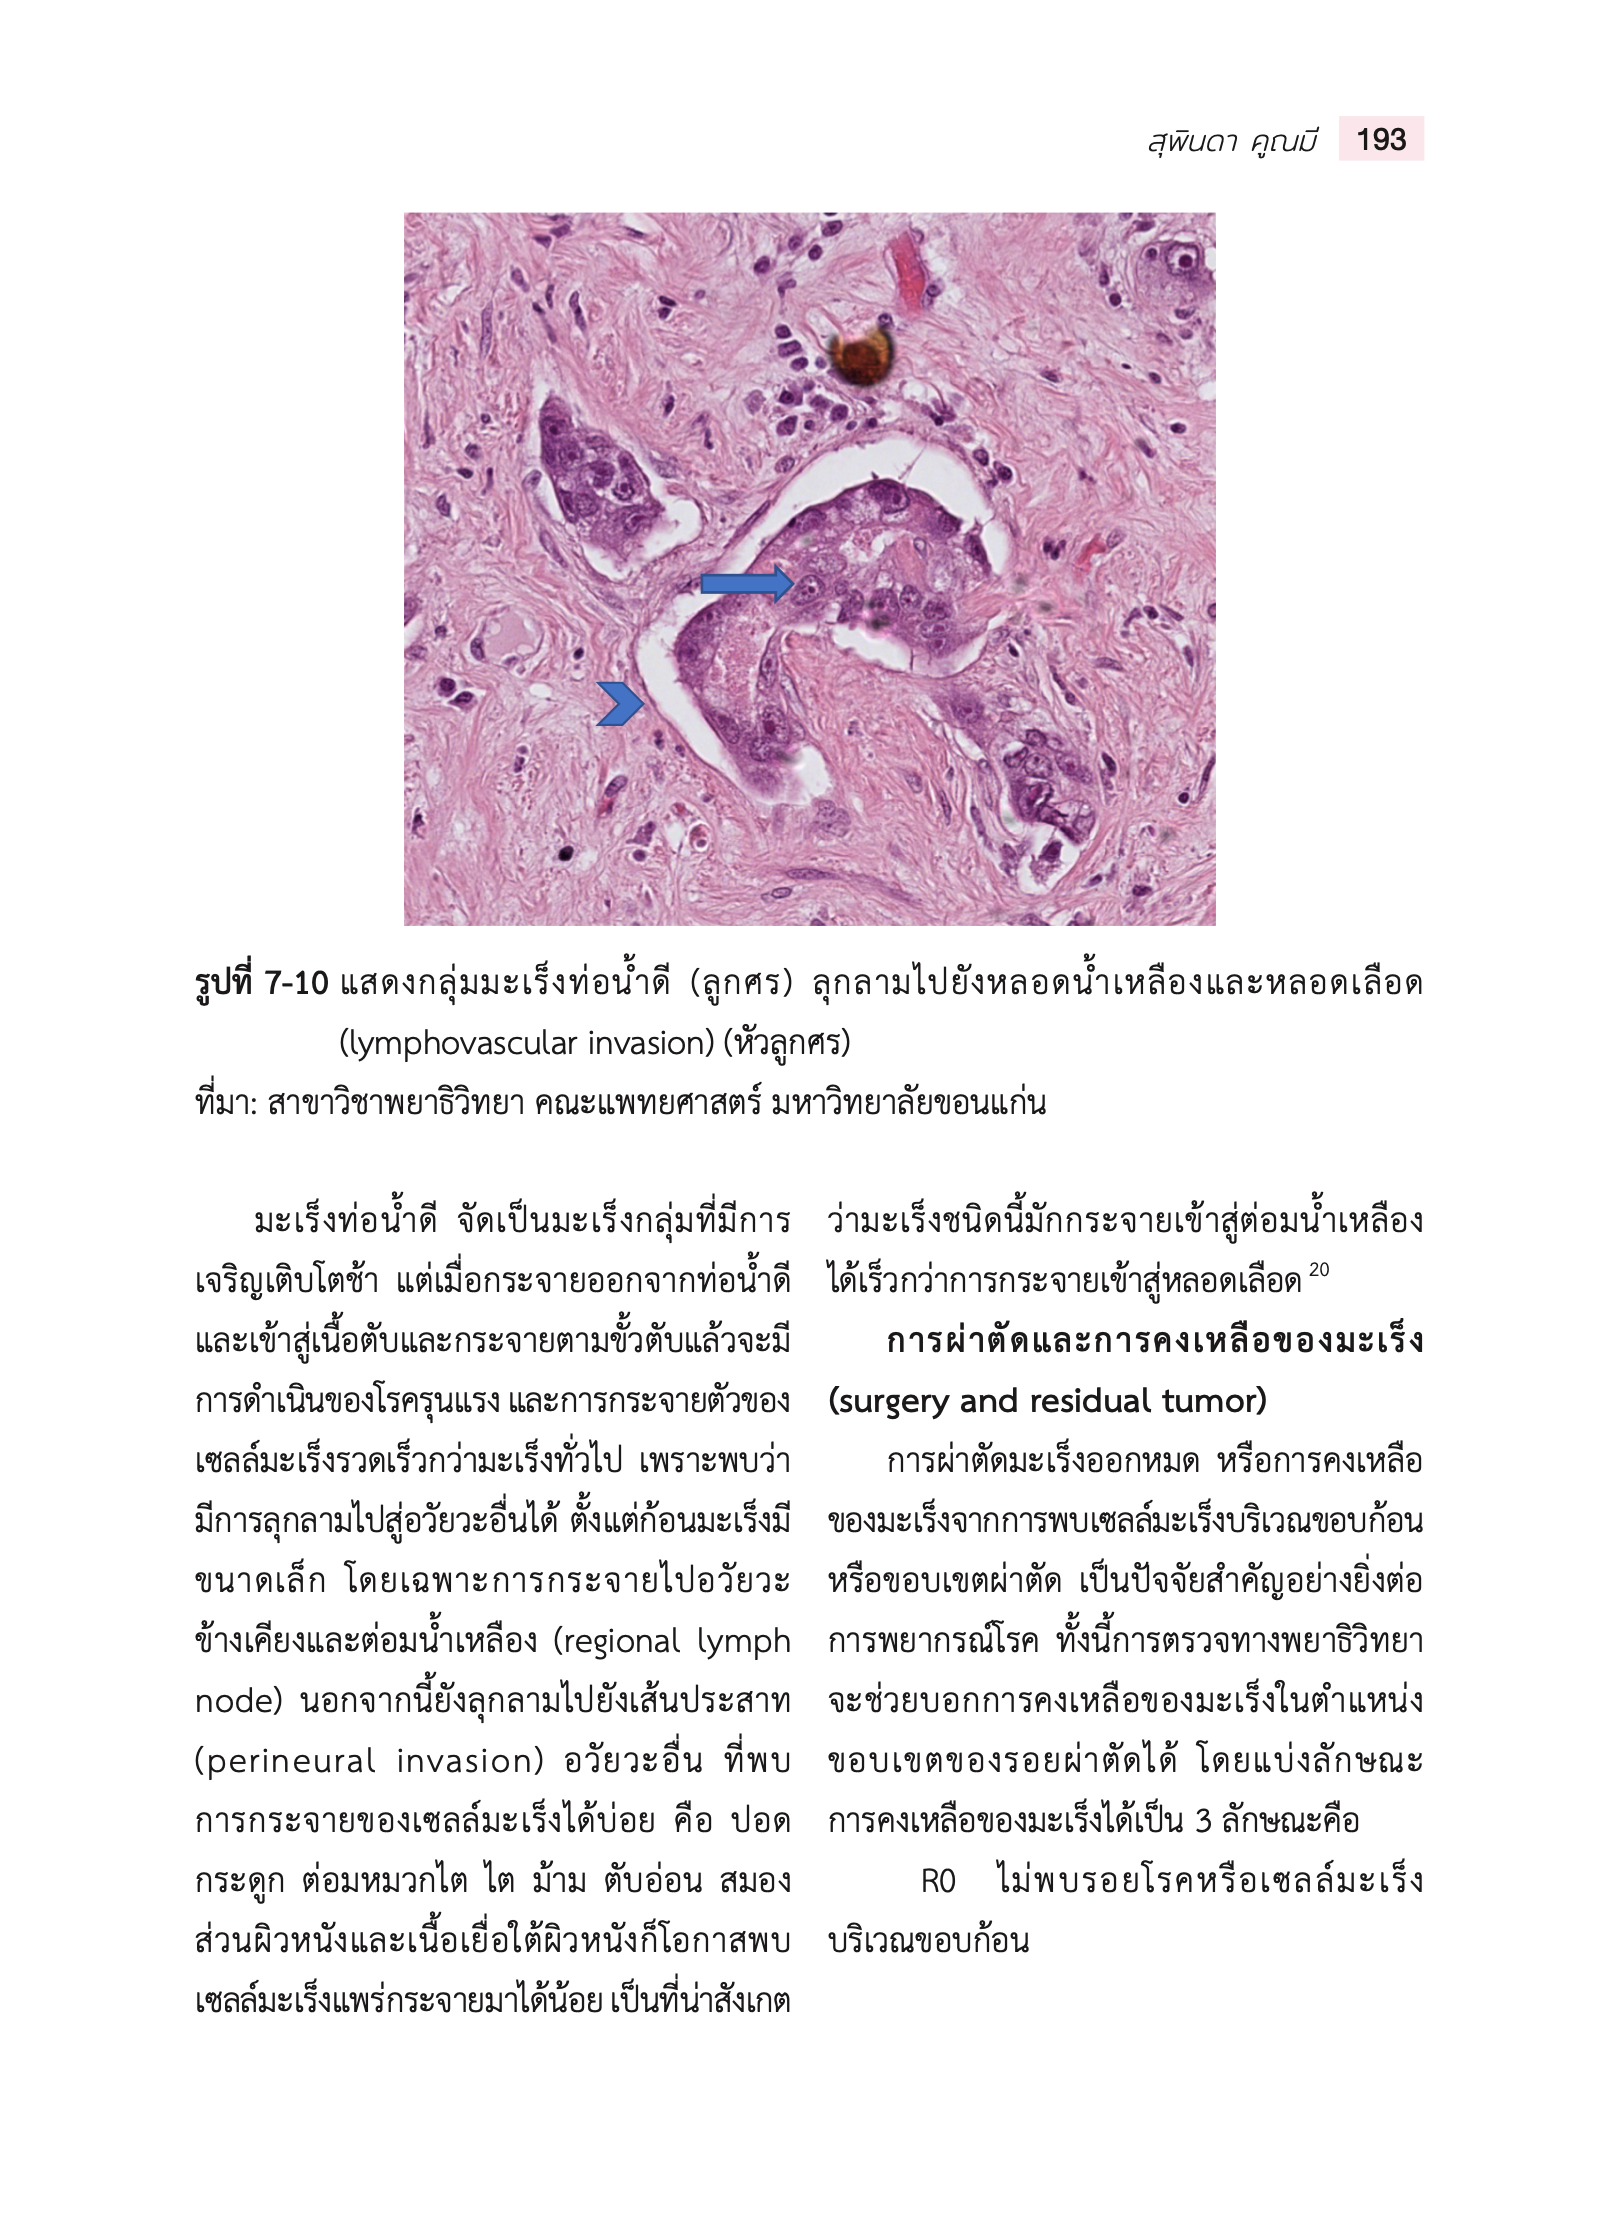 สุพินดา คูณมี 193
รูปที่ 7-10 แสดงกลุ่มมะเร็งท่อน้ำดี (ลูกศร) ลุกลามไปยังหลอดน้ำเหลืองและหลอดเลือด
(lymphovascular invasion) (หัวลูกศร)
ที่มา: สาขาวิชาพยาธิวิทยา คณะแพทยศาสตร์ มหาวิทยาลัยขอนแก่น
มะเร็งท่อน้ำดี จัดเป็นมะเร็งกลุ่มที่มีการ
เจริญเติบโตช้า แต่เมื่อกระจายออกจากท่อน้ำดี
และเข้าสู่เนื้อตับและกระจายตามขั้วตับแล้วจะมี
การดำเนินของโรครุนแรง และการกระจายตัวของ
เซลล์มะเร็งรวดเร็วกว่ามะเร็งทั่วไป เพราะพบว่า
มีการลุกลามไปสู่อวัยวะอื่นได้ ตั้งแต่ก้อนมะเร็งมี
ขนาดเล็ก โดยเฉพาะการกระจายไปอวัยวะ
ข้างเคียงและต่อมน้ำเหลือง (regional lymph
node) นอกจากนี้ยังลุกลามไปยังเส้นประสาท
(perineural invasion) อวัยวะอื่น ที่พบ
การกระจายของเซลล์มะเร็งได้บ่อย คือ ปอด
กระดูก ต่อมหมวกไต ไต ม้าม ตับอ่อน สมอง
ส่วนผิวหนังและเนื้อเยื่อใต้ผิวหนังก็โอกาสพบ
เซลล์มะเร็งแพร่กระจายมาได้น้อย เป็นที่น่าสังเกต
ว่ามะเร็งชนิดนี้มักกระจายเข้าสู่ต่อมน้ำเหลือง
ได้เร็วกว่าการกระจายเข้าสู่หลอดเลือด 20
การผ่าตัดและการคงเหลือของมะเร็ง
(surgery and residual tumor)
การผ่าตัดมะเร็งออกหมด หรือการคงเหลือ
ของมะเร็งจากการพบเซลล์มะเร็งบริเวณขอบก้อน
หรือขอบเขตผ่าตัด เป็นปัจจัยสำคัญอย่างยิ่งต่อ
การพยากรณ์โรค ทั้งนี้การตรวจทางพยาธิวิทยา
จะช่วยบอกการคงเหลือของมะเร็งในตำแหน่ง
ขอบเขตของรอยผ่าตัดได้ โดยแบ่งลักษณะ
การคงเหลือของมะเร็งได้เป็น 3 ลักษณะคือ
R0 ไม่พบรอยโรคหรือเซลล์มะเร็ง
บริเวณขอบก้อน